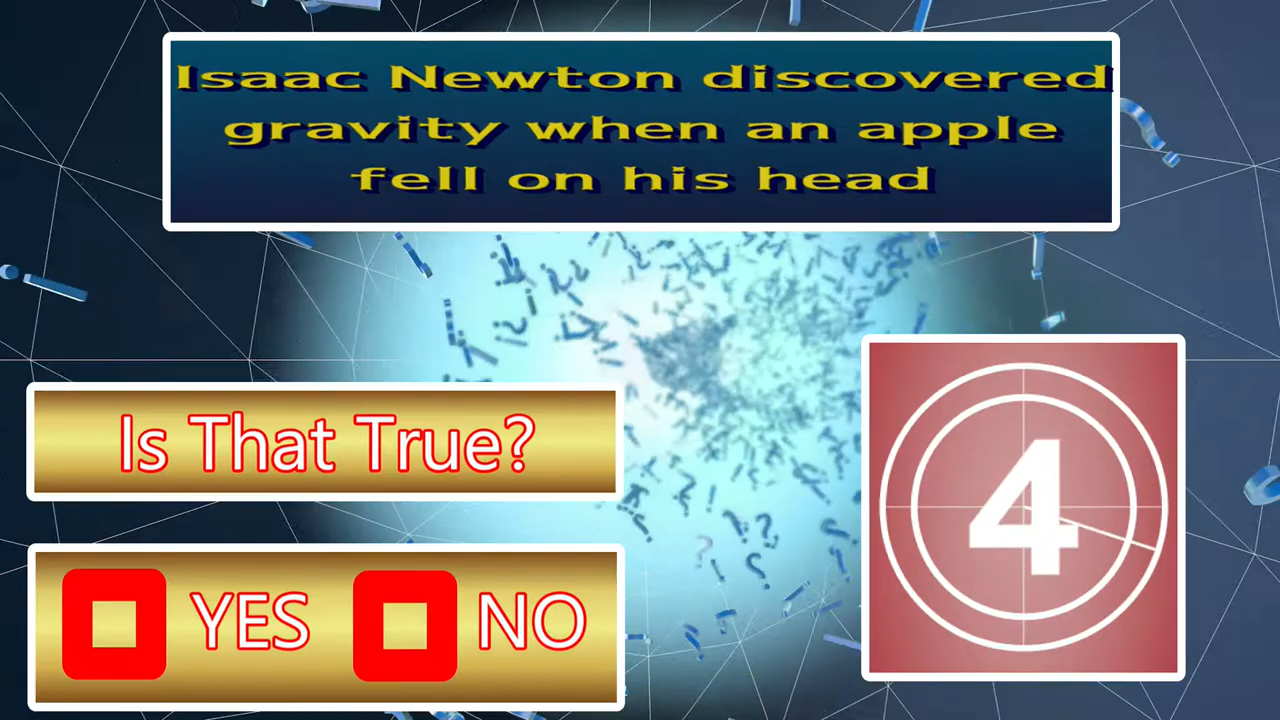 Isaac Newton discovered
gravity when an apple
fell on his head
Is That True?
4
YES NO